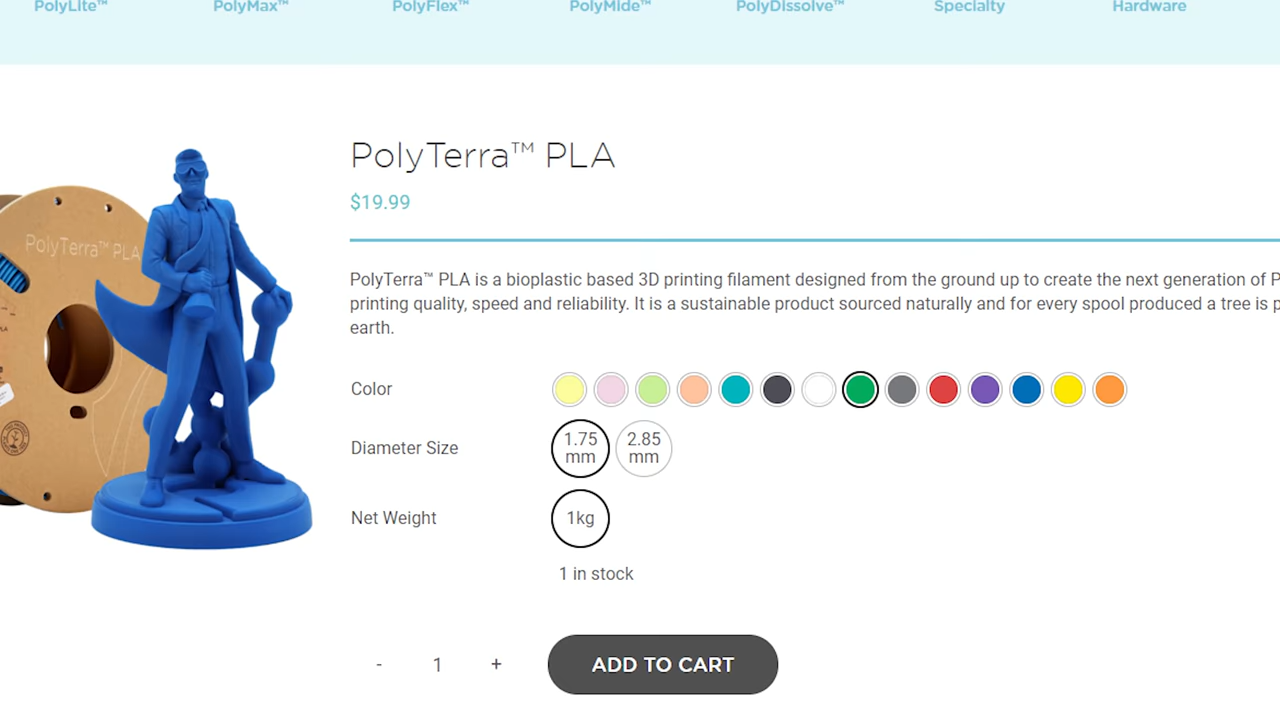 PolyLite™ PolyMax™ PolyFlex™ PolyMide™ PolyDissolve™ Specialty Hardware
PolyTerra™ PLA
$19.99
PolyTerra™ PLA
PolyTerra™ PLA is a bioplastic based 3D printing filament designed from the ground up to create the next generation of P
printing quality, speed and reliability. It is a sustainable product sourced naturally and for every spool produced a tree is p
earth.
Color
Diameter Size 1.75 mm 2.85 mm
Net Weight 1kg
1 in stock
- 1 +
ADD TO CART